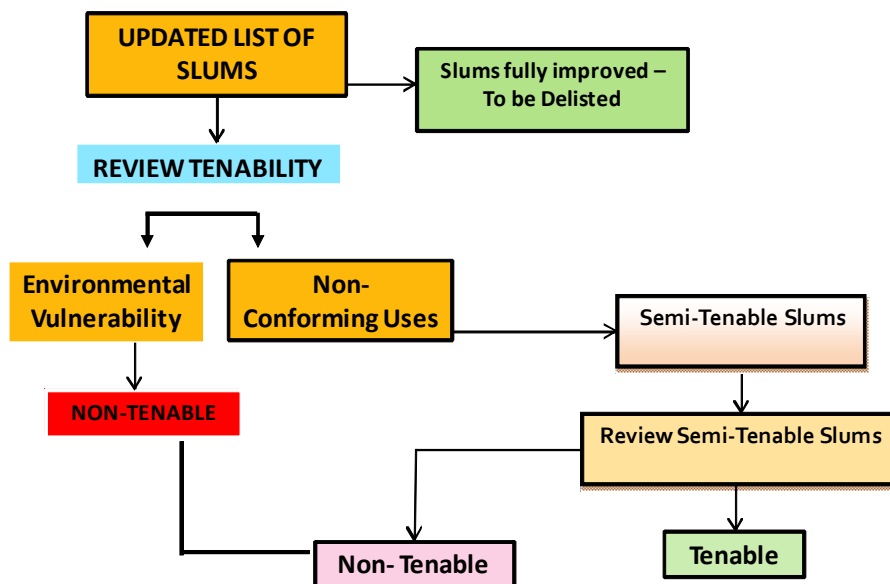 UPDATED LIST OF
SLUMS
Slums fully improved –
To be Delisted
REVIEW TENABILITY
Environmental
Vulnerability
Non-
Conforming Uses
Semi-Tenable Slums
NON-TENABLE
Review Semi-Tenable Slums
Non- Tenable
Tenable